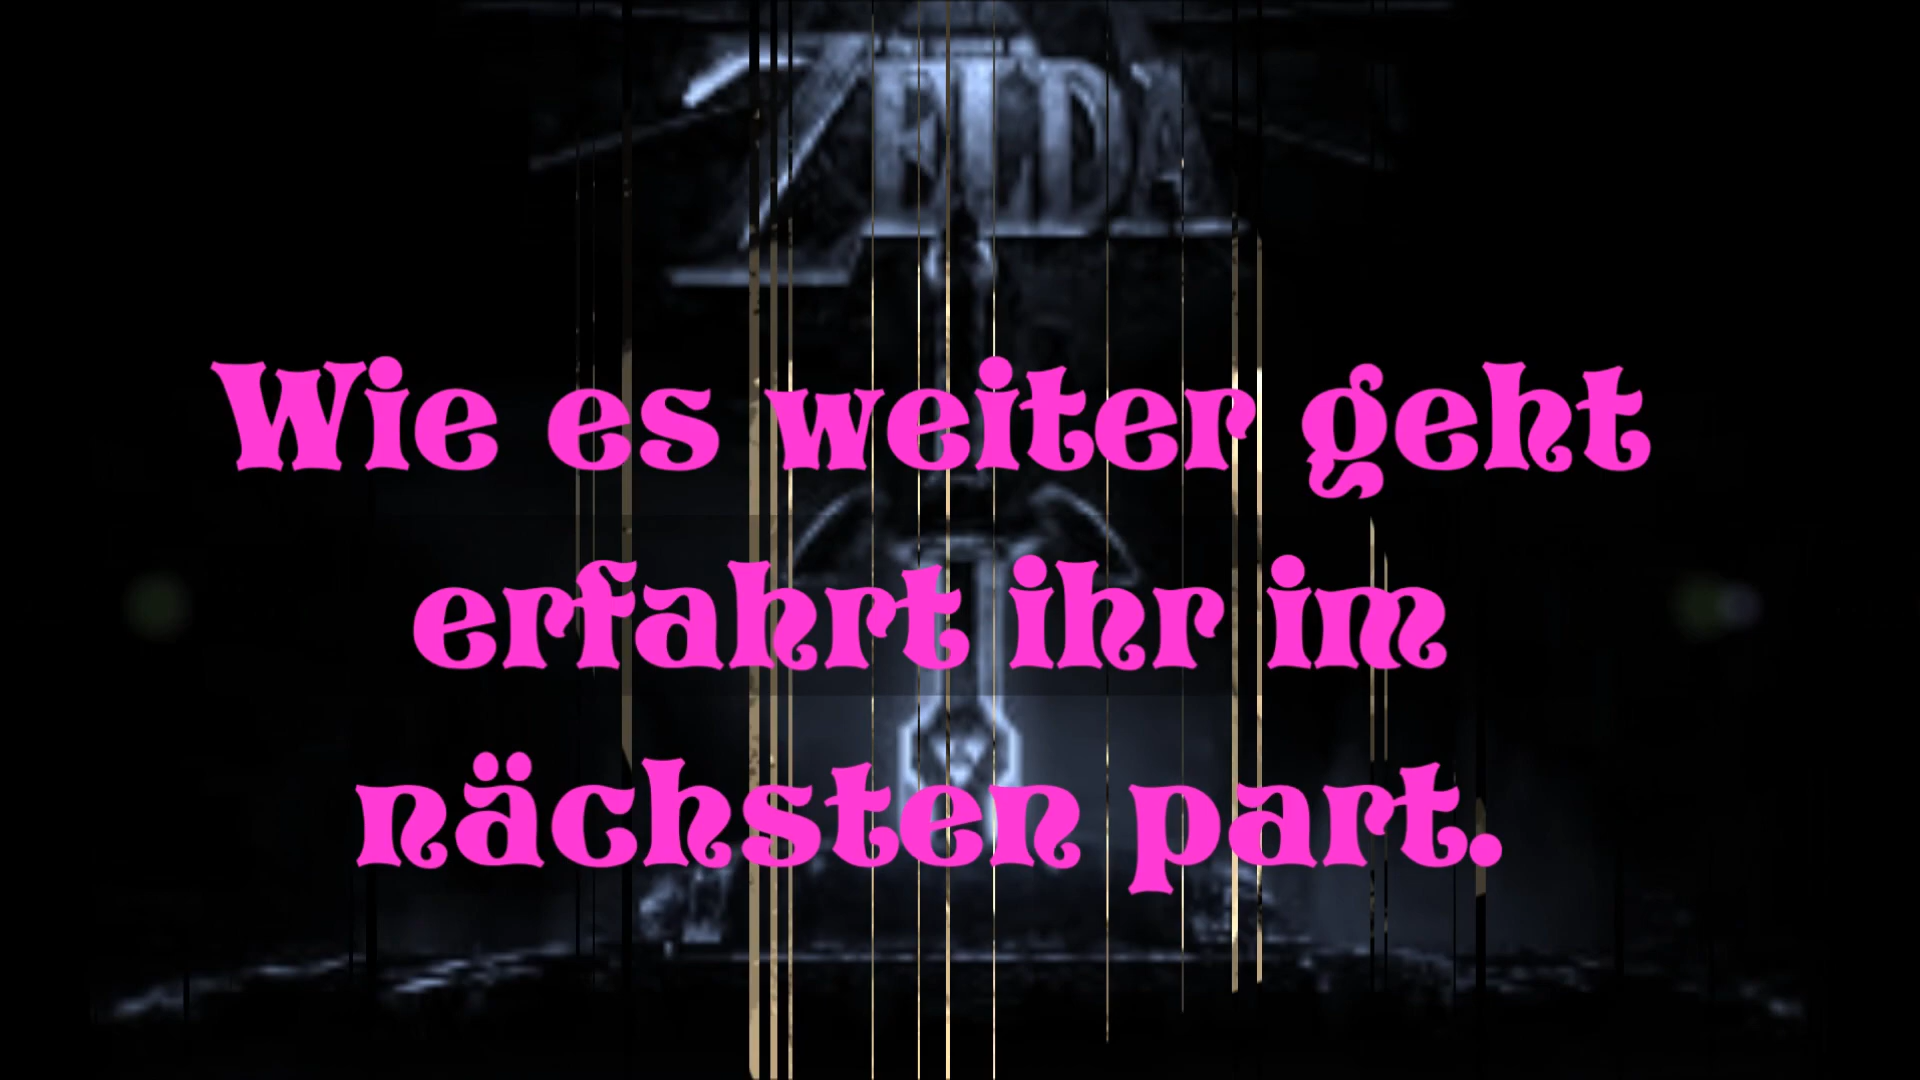 ZELDA
Wie es weiter geht
erfahrt ihr im
nächsten part.